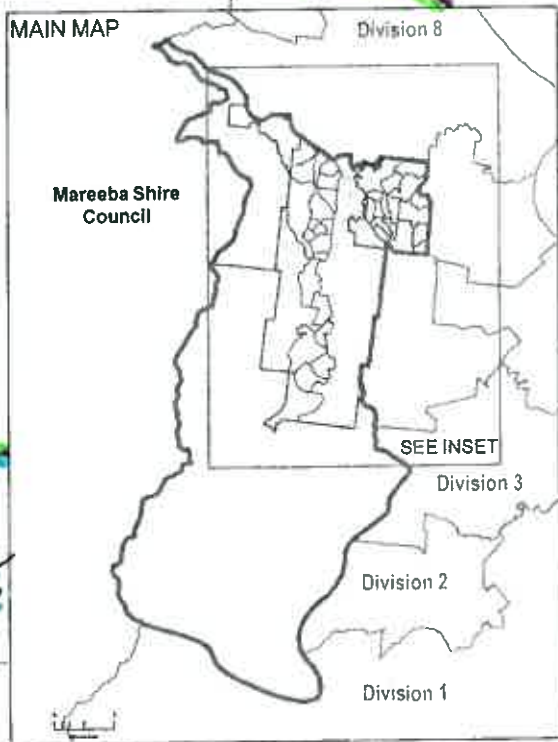 MAIN MAP
Division 8
Mareeba Shire
Council
SEE INSET
Division 3
Division 2
Division 1